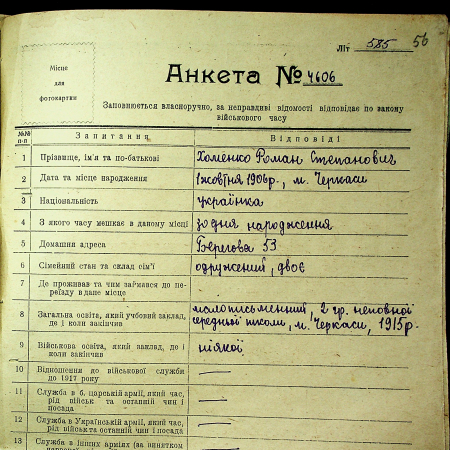 Літ 585 56
Місце
для
фотокартки
Анкета № 4606
Заповнюється власноручно, за неправдиві відомості відповідає по закону
військового часу
№№ п-п Запитання Відповіді
1 Прізвище, ім'я та по-батькові Хоменко Роман Степанович
2 Дата та місце народження 1 жовтня 1906р., м. Черкаси
3 Національність українка
4 З якого часу мешкає в даному місці зо дня народження
5 Домашня адреса Берегова 53
6 Сімейний стан та склад сім'ї одружений, двоє
7 Де проживав та чим займався до пе-
реїзду в дане місце —
8 Загальна освіта, який учбовий заклад,
де і коли закінчив
малописьменний, 2 гр. неповної
середньої школи, м. Черкаси, 1915 р.
9 Військова освіта, який заклад, де і
коли закінчив ніякої
10 Відношення до військової служби
до 1917 року —
11 Служба в б. царській армії, який час,
рід військ та останній чин і
посада —
12 Служба в Українській армії, який час,
рід військ та останній чин і посада —
13 Служба в інших арміях (за винятком